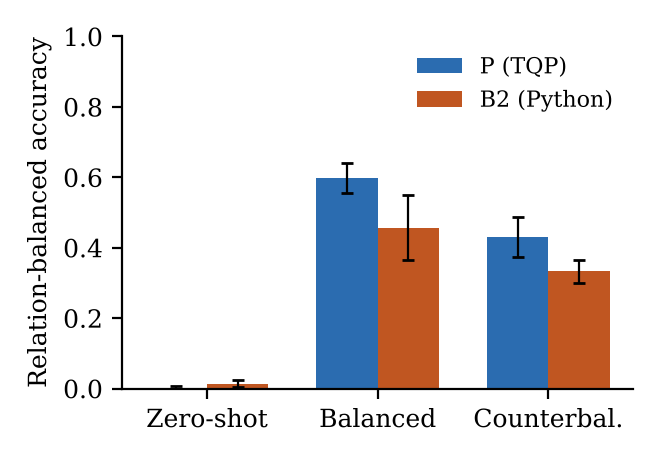 Relation-balanced accuracy
1.0
0.8
0.6
0.4
0.2
0.0
P (TQP)
B2 (Python)
Zero-shot
Balanced
Counterbal.